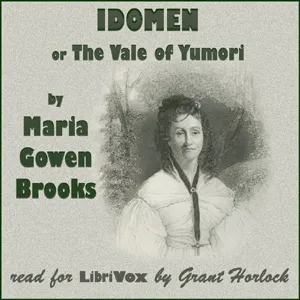 IDOMEN
or The Vale of Yumori
by
Maria
Gowen
Brooks
read for LibriVox by Grant Horlock